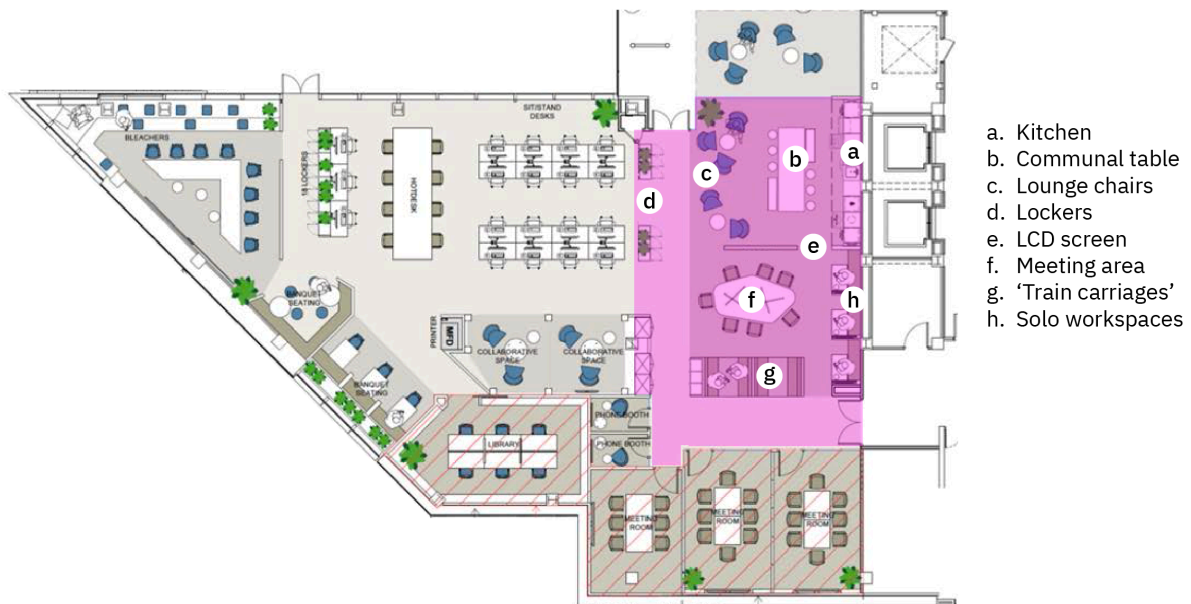 SIT/STAND
DESKS
BLEACHERS
18 LOCKERS
HOTDESK
BANQUET
SEATING
PRINTER
MFD
COLLABORATIVE
SPACE
COLLABORATIVE
SPACE
BANQUET
SEATING
PHONE BOOTH
PHONE BOOTH
LIBRARY
MEETING
ROOM
MEETING
ROOM
MEETING
ROOM
a
b
c
d
e
f
h
g
a. Kitchen
b. Communal table
c. Lounge chairs
d. Lockers
e. LCD screen
f. Meeting area
g. ‘Train carriages’
h. Solo workspaces